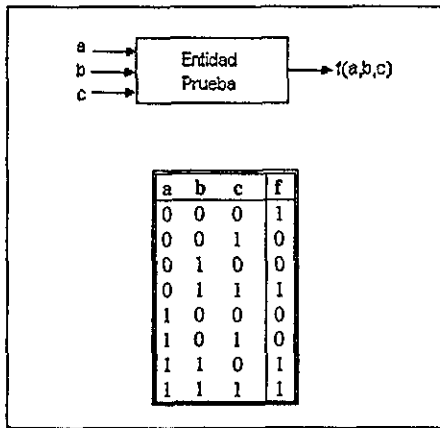 a
b
c
Entidad
Prueba
f(a,b,c)
a b c f
0 0 0 1
0 0 1 0
0 1 0 0
0 1 1 1
1 0 0 0
1 0 1 0
1 1 0 1
1 1 1 1